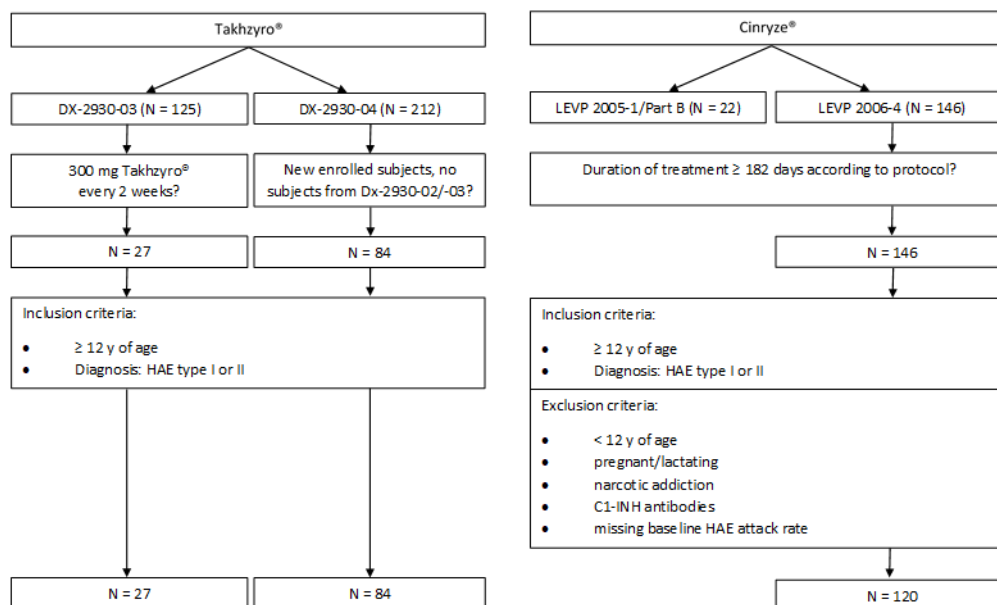 Takhzyro®
DX-2930-03 (N = 125)
DX-2930-04 (N = 212)
300 mg Takhzyro®
every 2 weeks?
New enrolled subjects, no
subjects from Dx-2930-02/-03?
N = 27
N = 84
Inclusion criteria:
• ≥ 12 y of age
• Diagnosis: HAE type I or II
N = 27
N = 84
Cinryze®
LEVP 2005-1/Part B (N = 22)
LEVP 2006-4 (N = 146)
Duration of treatment ≥ 182 days according to protocol?
N = 146
Inclusion criteria:
• ≥ 12 y of age
• Diagnosis: HAE type I or II
Exclusion criteria:
• < 12 y of age
• pregnant/lactating
• narcotic addiction
• C1-INH antibodies
• missing baseline HAE attack rate
N = 120